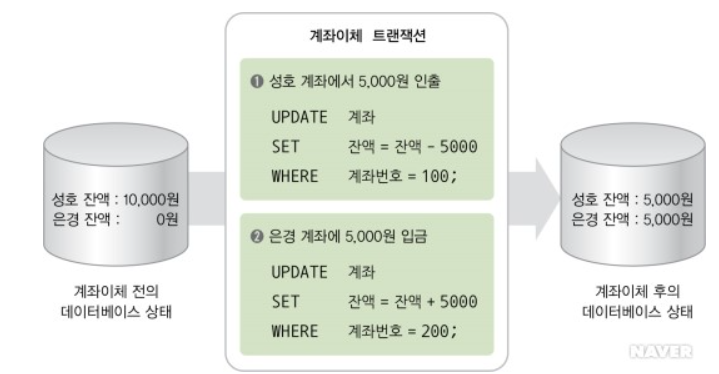 계좌이체 트랜잭션
❶ 성호 계좌에서 5,000원 인출
UPDATE 계좌
SET 잔액 = 잔액 - 5000
WHERE 계좌번호 = 100;
성호 잔액 : 10,000원
은경 잔액 : 0원
계좌이체 전의
데이터베이스 상태
❷ 은경 계좌에 5,000원 입금
UPDATE 계좌
SET 잔액 = 잔액 + 5000
WHERE 계좌번호 = 200;
성호 잔액 : 5,000원
은경 잔액 : 5,000원
계좌이체 후의
데이터베이스 상태
NAVER